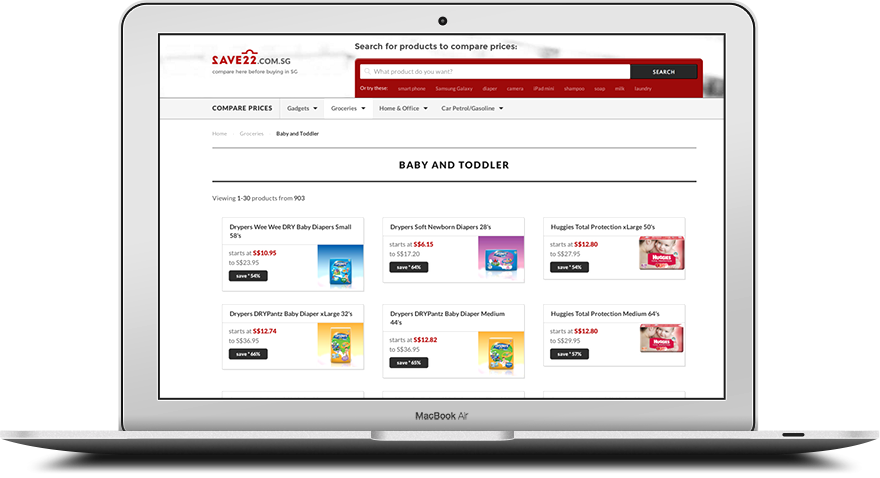 Search for products to compare prices:
SAVE22.COM.SG
compare here before buying in SG
What product do you want?
SEARCH
Or try these: smart phone Samsung Galaxy diaper camera iPad mini shampoo soap milk laundry
COMPARE PRICES Gadgets Groceries Home & Office Car Petrol/Gasoline
Home Groceries Baby and Toddler
BABY AND TODDLER
Viewing 1-30 products from 903
Drypers Wee Wee DRY Baby Diapers Small
58's
starts at S$10.95
to S$23.95
save * 54%
Drypers Soft Newborn Diapers 28's
starts at S$6.15
to S$17.20
save * 64%
Huggies Total Protection xLarge 50's
starts at S$12.80
to S$27.95
save * 54%
HUGGIES
Drypers DRYPantz Baby Diaper xLarge 32's
starts at S$12.74
to S$36.95
save * 66%
Drypers DRYPantz Baby Diaper Medium
44's
starts at S$12.82
to S$36.95
save * 65%
Huggies Total Protection Medium 64's
starts at S$12.80
to S$29.95
save * 57%
HUGGIES
MacBook Air